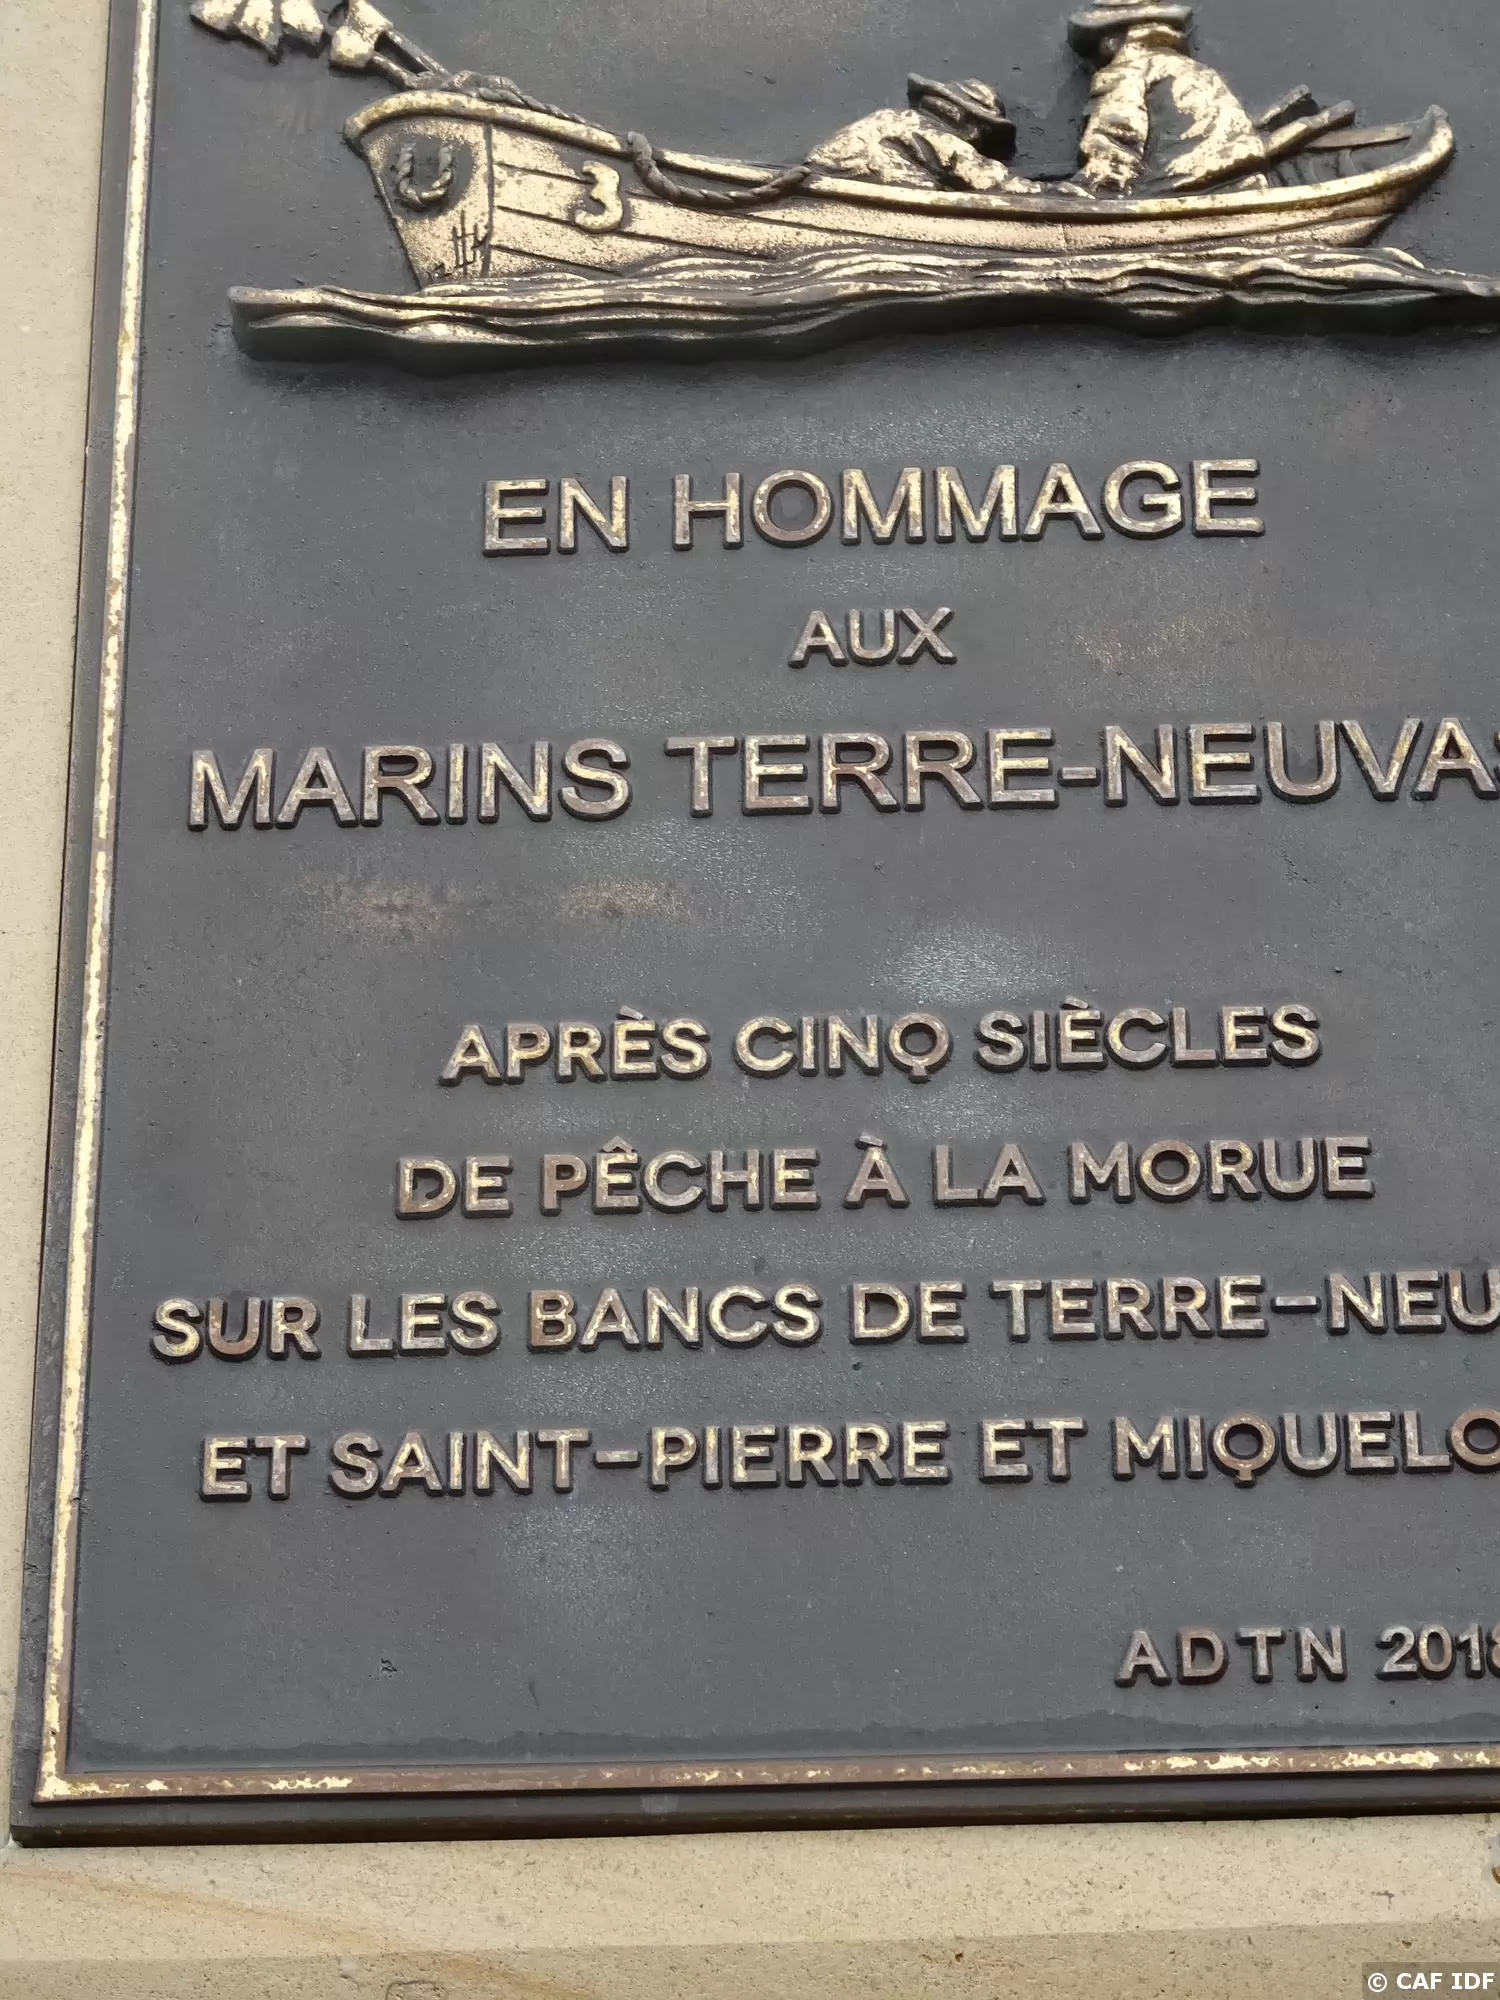 3
EN HOMMAGE
AUX
MARINS TERRE-NEUVAS
APRÈS CINQ SIÈCLES
DE PÊCHE À LA MORUE
SUR LES BANCS DE TERRE-NEU
ET SAINT-PIERRE ET MIQUELO
ADTN 2018
© CAF IDF